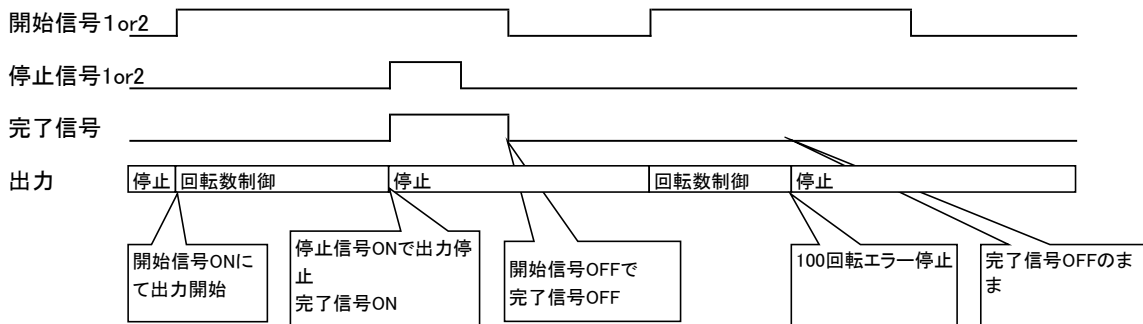 開始信号1or2
停止信号1or2
完了信号
出力
停止
回転数制御
停止
回転数制御
停止
開始信号ONに
て出力開始
停止信号ONで出力停
止
完了信号ON
開始信号OFFで
完了信号OFF
100回転エラー停止
完了信号OFFのま
ま